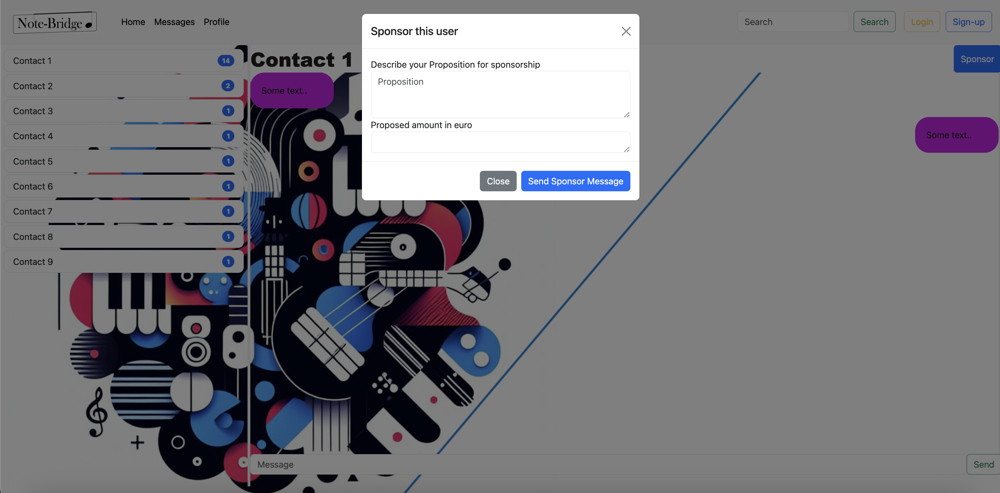 Note-Bridge
Home Messages Profile
Search Search Login Sign-up
Sponsor this user
Describe your Proposition for sponsorship
Proposition
Proposed amount in euro
Close Send Sponsor Message
Contact 1 14
Contact 2 2
Contact 3 1
Contact 4 1
Contact 5 1
Contact 6 1
Contact 7 1
Contact 8 1
Contact 9 1
Contact 1
Sponsor
Some text..
Some text..
Message Send